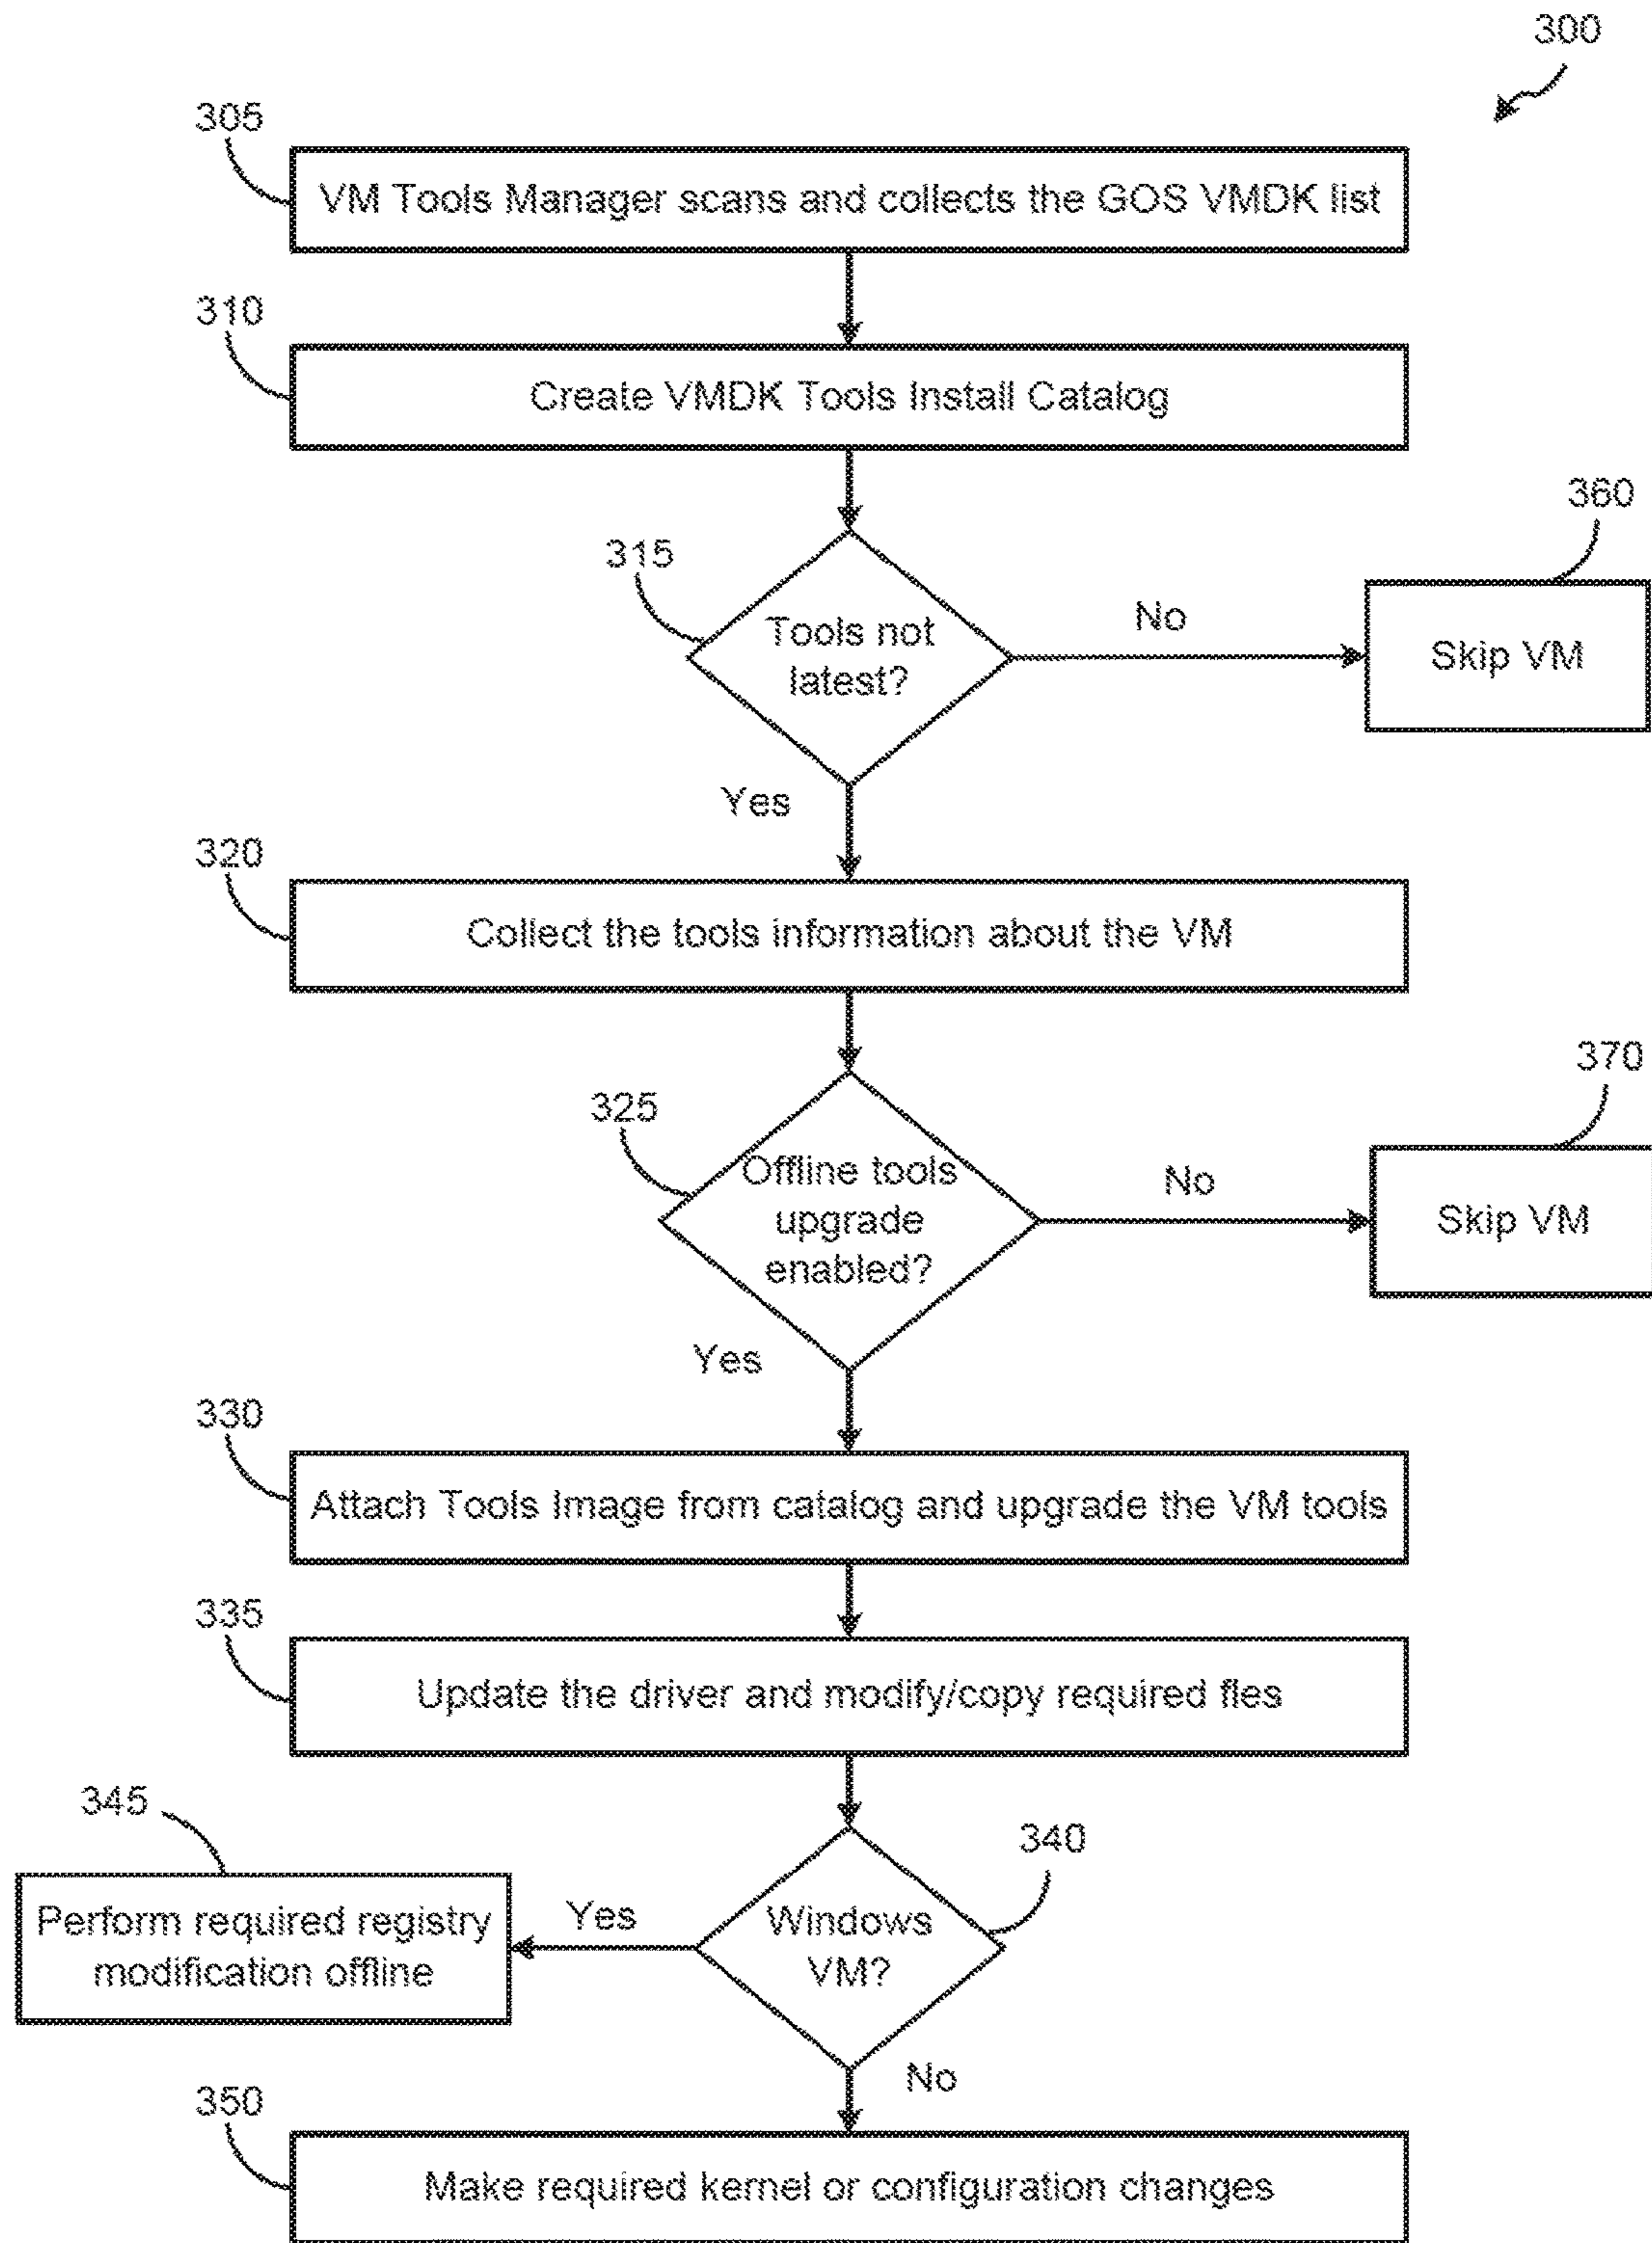 300
305
VM Tools Manager scans and collects the GOS VMDK list
310
Create VMDK Tools Install Catalog
315
Tools not
latest?
No
360
Skip VM
Yes
320
Collect the tools information about the VM
325
Offline tools
upgrade
enabled?
No
370
Skip VM
Yes
330
Attach Tools Image from catalog and upgrade the VM tools
335
Update the driver and modify/copy required fles
340
Windows
VM?
Yes
345
Perform required registry
modification offline
No
350
Make required kernel or configuration changes